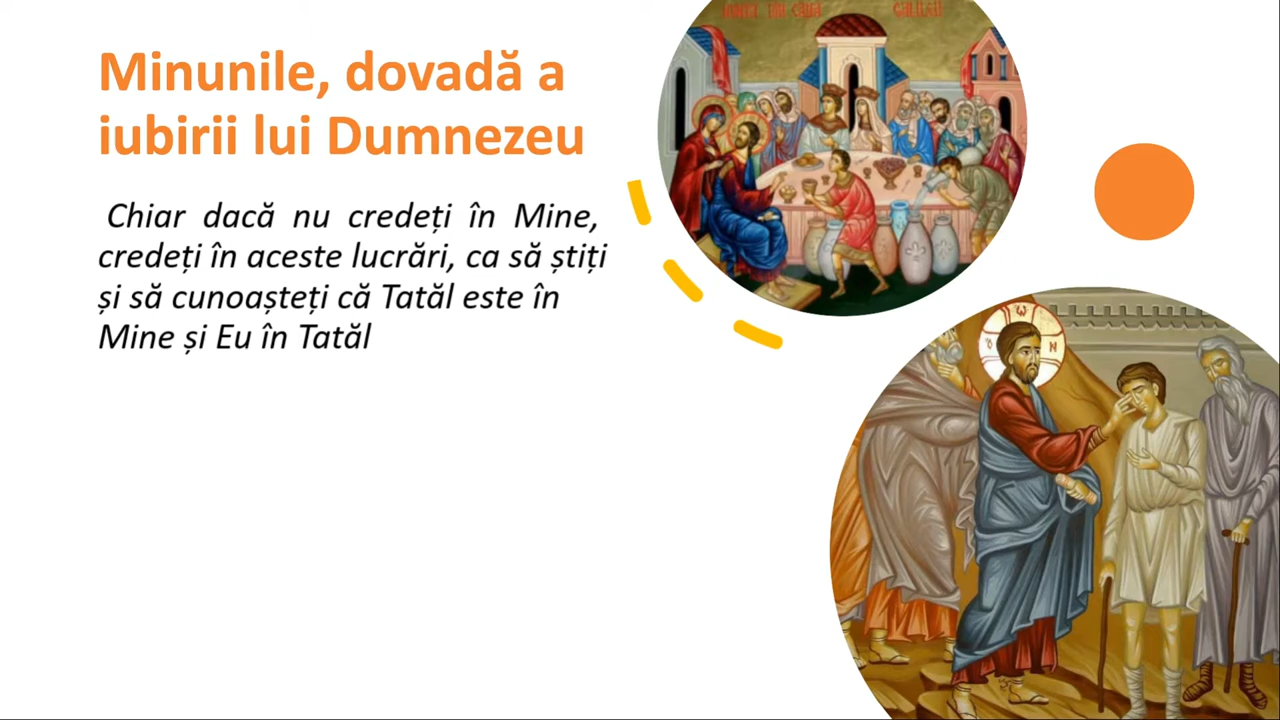 Minunile, dovadă a
iubirii lui Dumnezeu
Chiar dacă nu credeți în Mine,
credeți în aceste lucrări, ca să știți
și să cunoașteți că Tatăl este în
Mine și Eu în Tatăl
Ѡ
Ο Ν